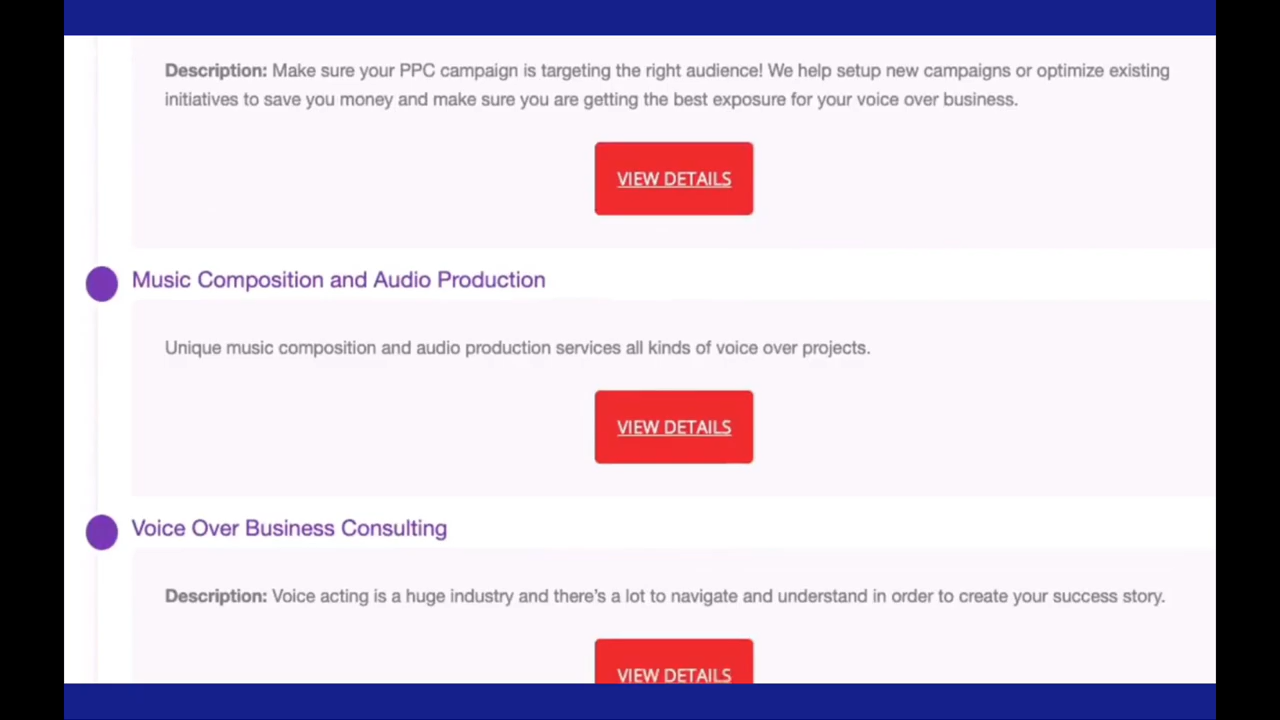 Description: Make sure your PPC campaign is targeting the right audience! We help setup new campaigns or optimize existing
initiatives to save you money and make sure you are getting the best exposure for your voice over business.
VIEW DETAILS
Music Composition and Audio Production
Unique music composition and audio production services all kinds of voice over projects.
VIEW DETAILS
Voice Over Business Consulting
Description: Voice acting is a huge industry and there's a lot to navigate and understand in order to create your success story.
VIEW DETAILS